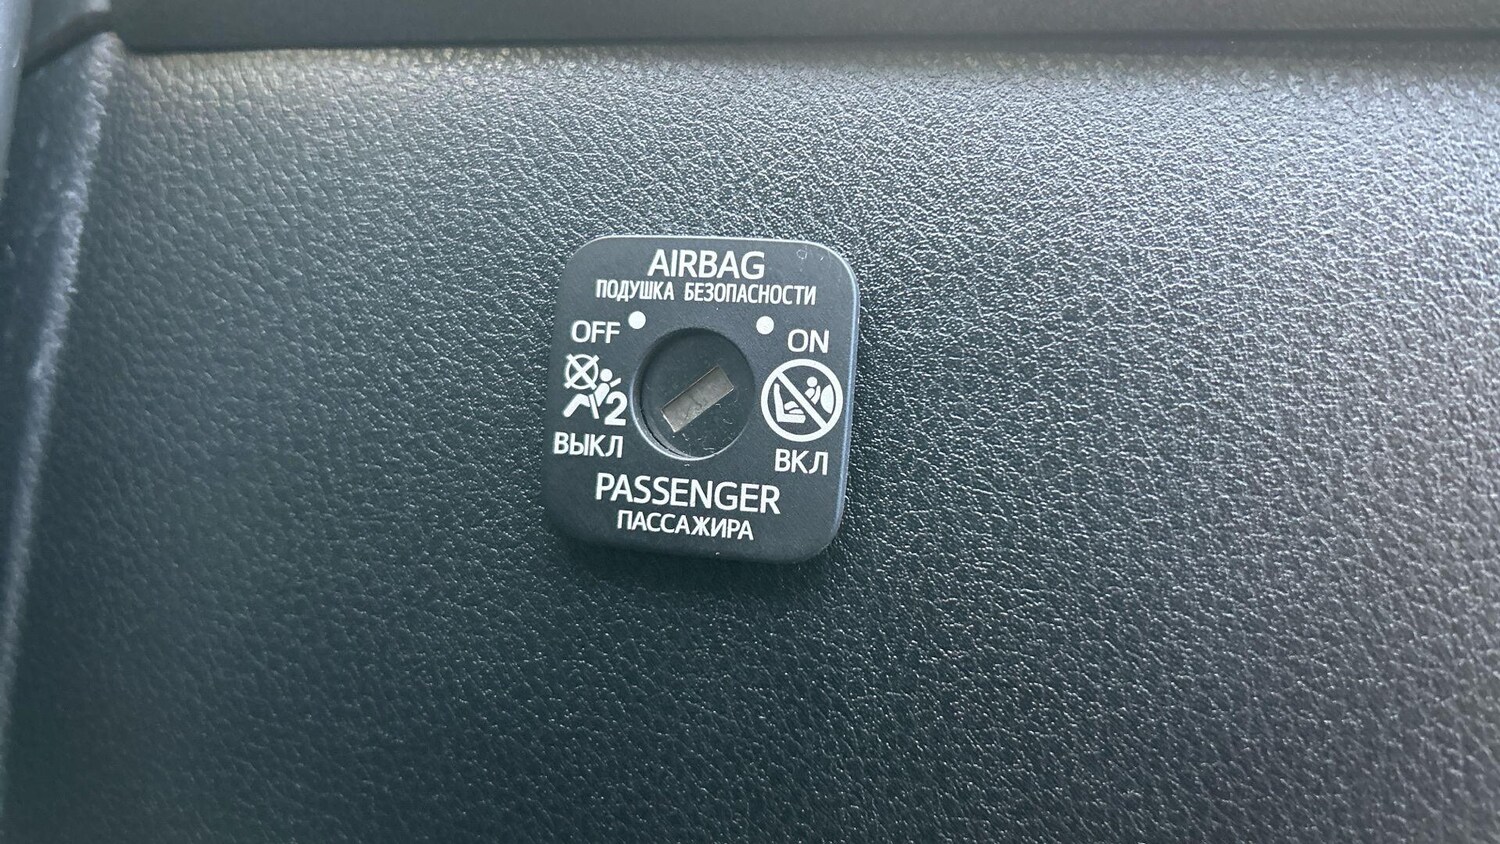 AIRBAG
ПОДУШКА БЕЗОПАСНОСТИ
OFF
ON
2
ВЫКЛ
ВКЛ
PASSENGER
ПАССАЖИРА